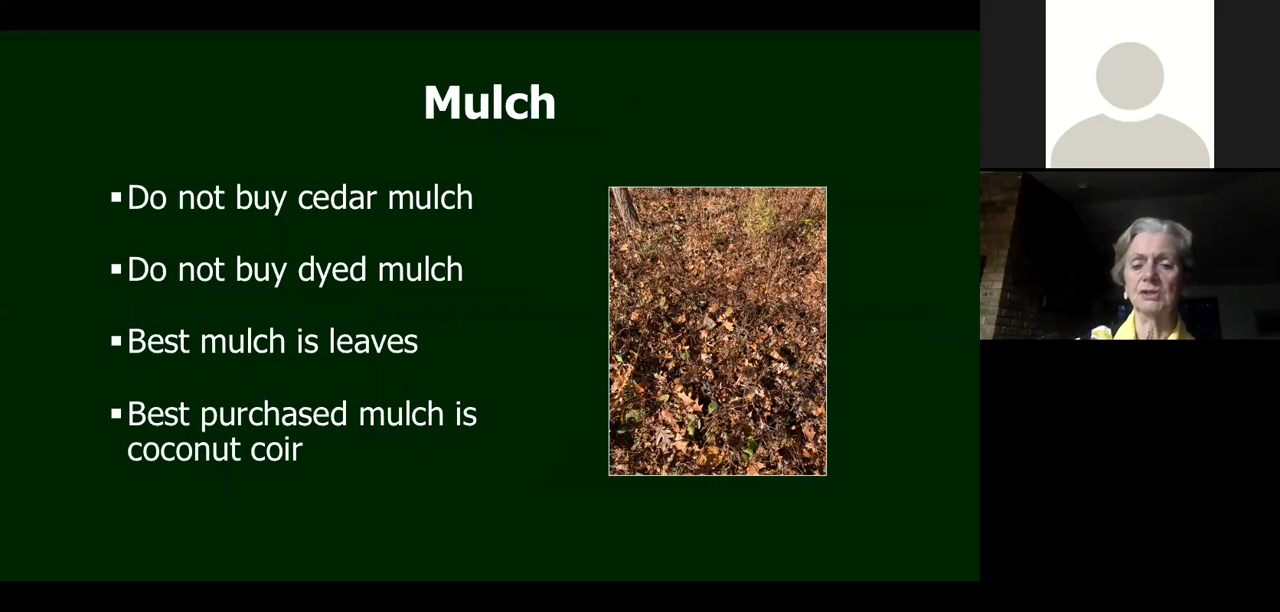 Mulch
▪Do not buy cedar mulch
▪Do not buy dyed mulch
▪Best mulch is leaves
▪Best purchased mulch is
coconut coir